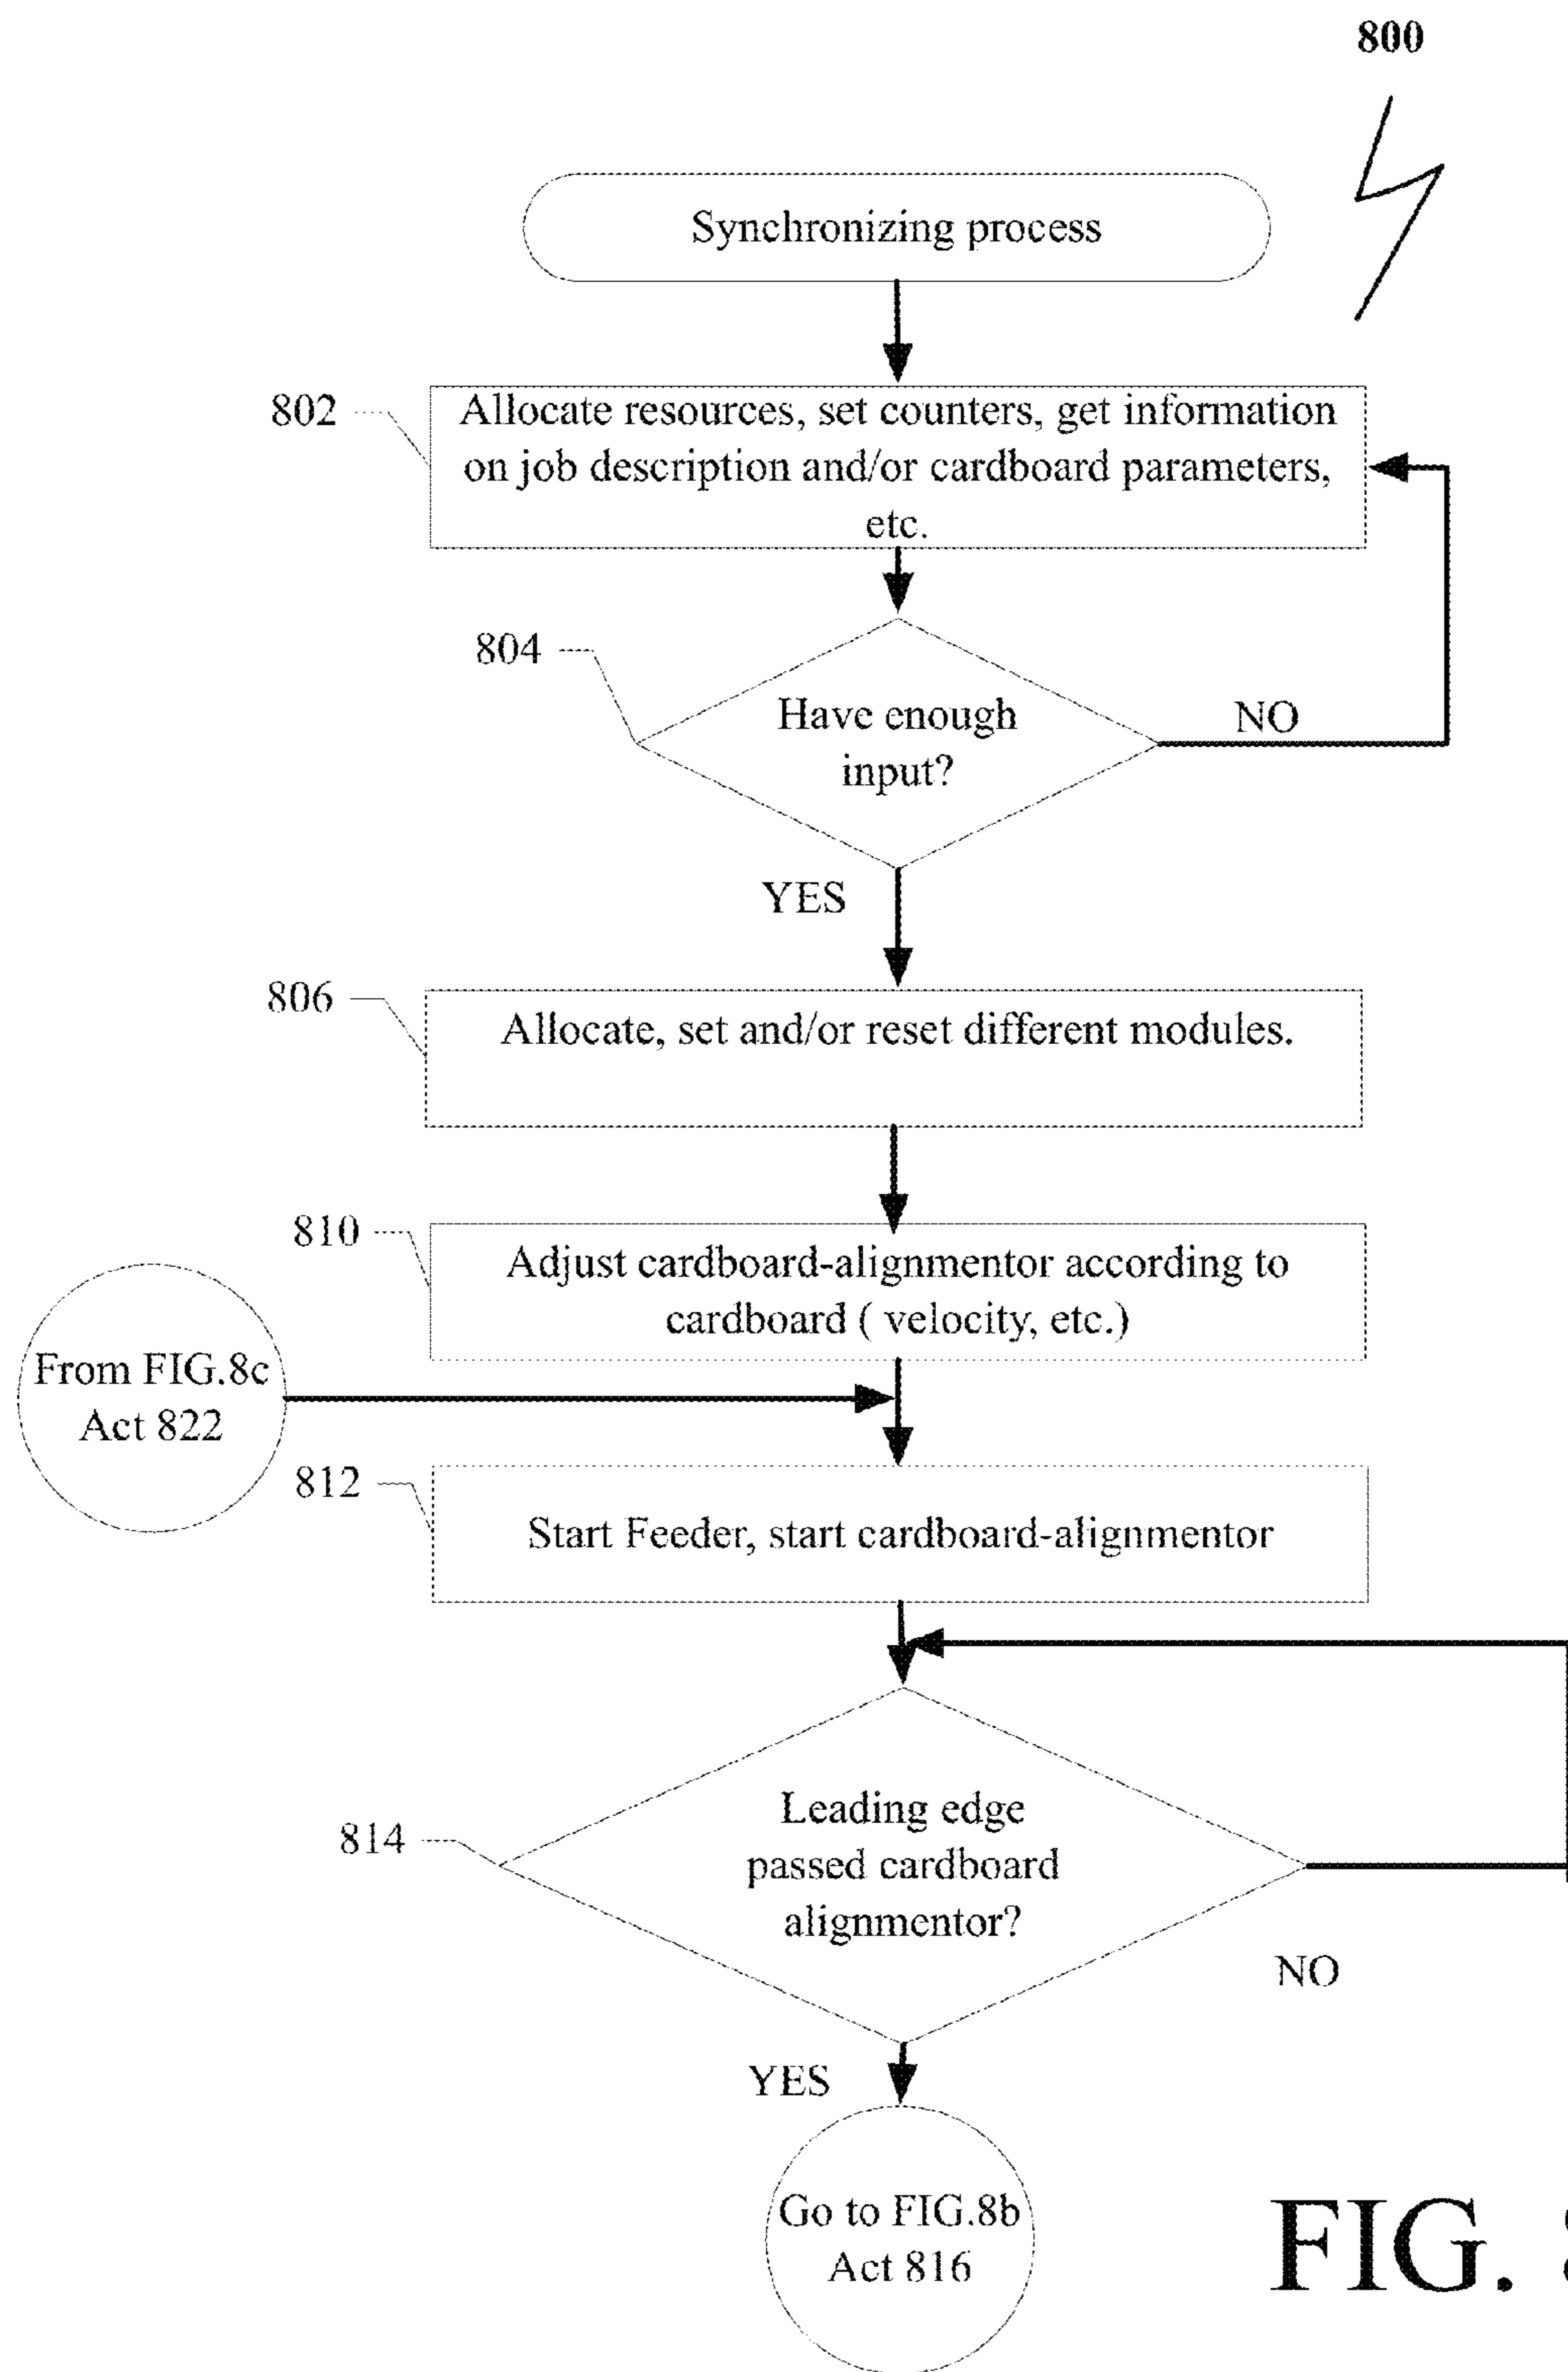 800
Synchronizing process
802
Allocate resources, set counters, get information
on job description and/or cardboard parameters,
etc.
804
Have enough
input?
NO
YES
806
Allocate, set and/or reset different modules.
810
Adjust cardboard-alignmentor according to
cardboard ( velocity, etc.)
From FIG.8c
Act 822
812
Start Feeder, start cardboard-alignmentor
814
Leading edge
passed cardboard
alignmentor?
NO
YES
Go to FIG.8b
Act 816
FIG.